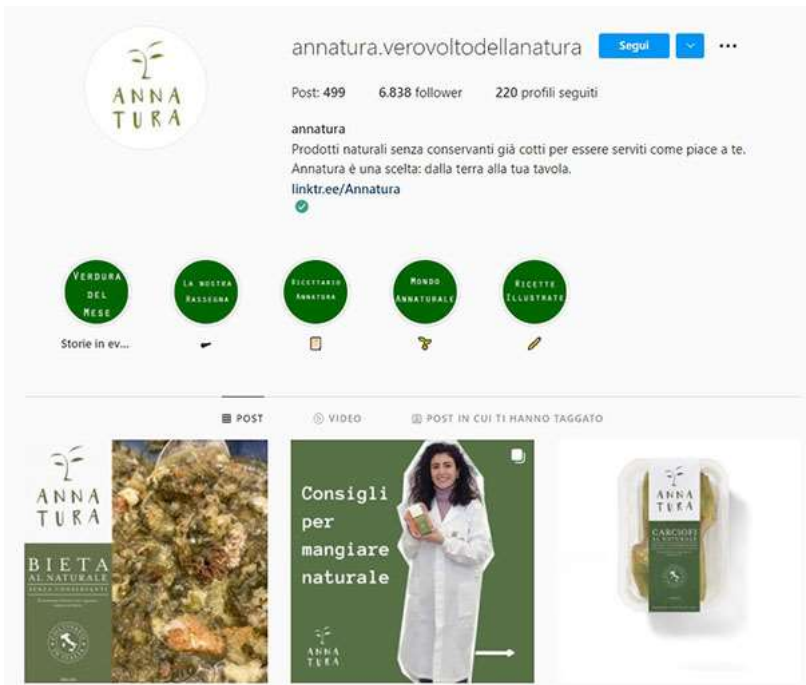 ANNA
TURA
annatura.verovoltodellanatura
Segui
Post: 499 6.838 follower 220 profili seguiti
annatura
Prodotti naturali senza conservanti già cotti per essere serviti come piace a te.
Annatura è una scelta: dalla terra alla tua tavola.
linktr.ee/Annatura
VERDURA
DEL
MESE
LA NOSTRA
RASSEGNA
RICETTARIO
ANNATURA
MONDO
ANNATURALE
RICETTE
ILLUSTRATE
Storie in ev...
POST VIDEO POST IN CUI TI HANNO TAGGATO
ANNA
TURA
BIETA
AL NATURALE
SENZA CONSERVANTI
Consigli
per
mangiare
naturale
ANNA
TURA
ANNA
TURA
CARCIOFI
AL NATURALE